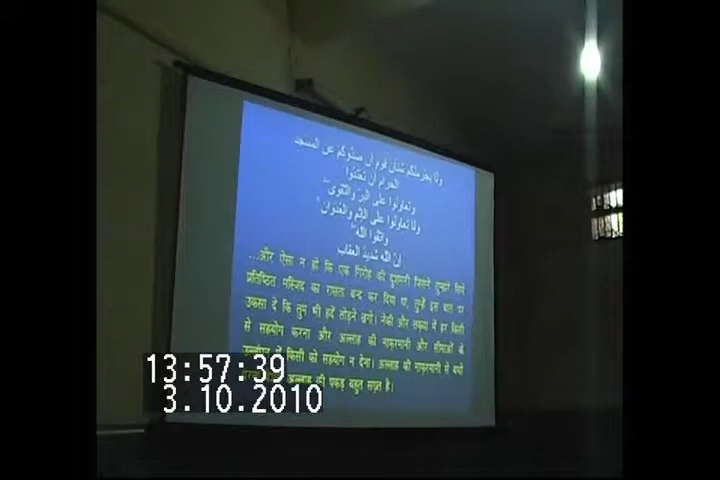 ولا يجرمنكم شنآن قوم أن صدوكم عن المسجد
الحرام أن تعتدوا
وتعاونوا على البر والتقوى
ولا تعاونوا على الإثم والعدوان
واتقوا الله
إن الله شديد العقاب
...और ऐसा न हो कि एक गिरोह की दुश्मनी जिसने तुम्हारे लिये
प्रतिष्ठित मस्जिद का रास्ता बन्द कर दिया था, तुम्हें इस बात पर
उकसा दे कि तुम भी हदें तोड़ने लगो। नेकी और तक़वा में हर किसी
से सहयोग करना और अल्लाह की नाफ़रमानी और सीमाओं के
उल्लंघन में किसी को सहयोग न देना। अल्लाह की नाफ़रमानी से बचो
अल्लाह की पकड़ बहुत सख़्त है।
13:57:39
3.10.2010